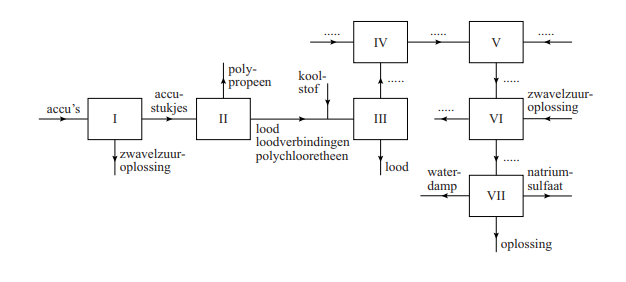 .....
IV
.....
V
.....
poly-
propeen
kool-
stof
.....
.....
accu's
accu-
stukjes
zwavelzuur-
oplossing
I
II
III
.....
VI
lood
loodverbindingen
polychlooretheen
zwavelzuur-
oplossing
lood
.....
water-
damp
natrium-
sulfaat
VII
oplossing